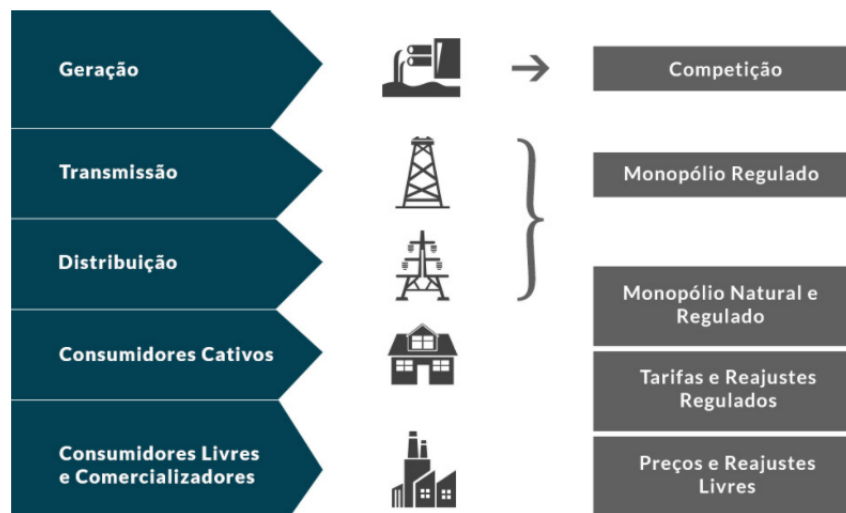 Geração
Competição
Transmissão
Monopólio Regulado
Distribuição
Monopólio Natural e
Regulado
Consumidores Cativos
Tarifas e Reajustes
Regulados
Consumidores Livres
e Comercializadores
Preços e Reajustes
Livres